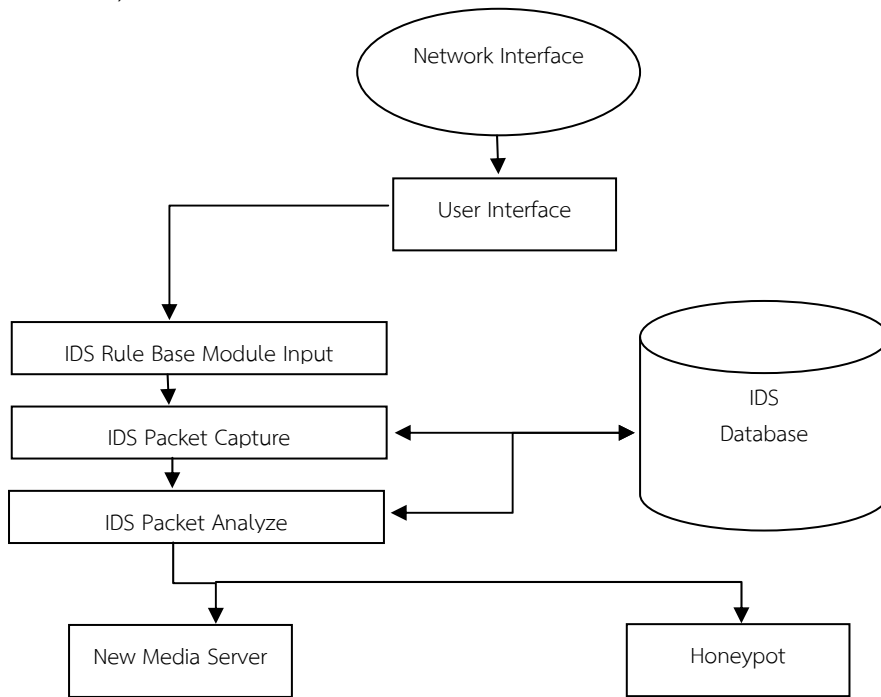 Network Interface
User Interface
IDS Rule Base Module Input
IDS Packet Capture
IDS
Database
IDS Packet Analyze
New Media Server
Honeypot